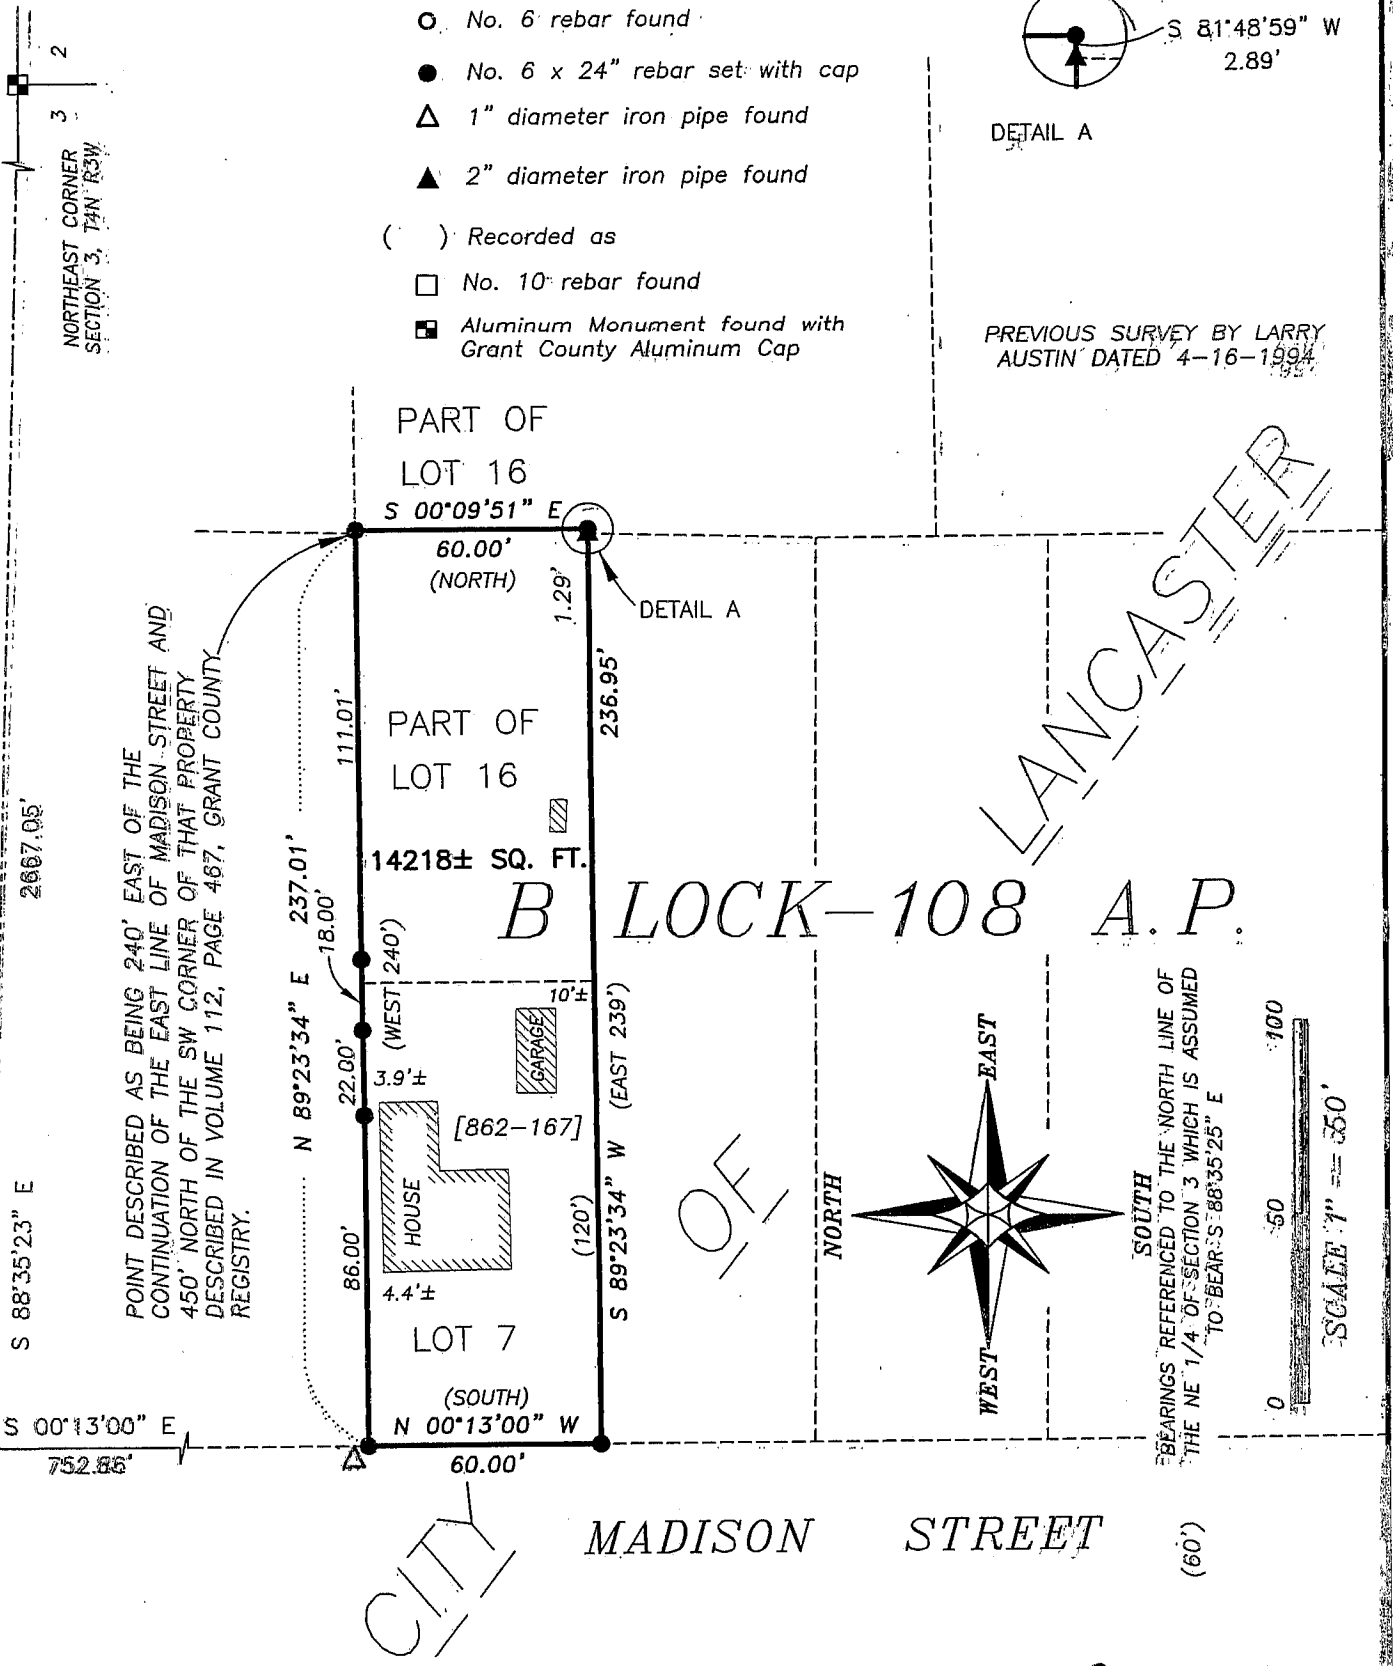 No. 6 rebar found
No. 6 x 24" rebar set with cap
1" diameter iron pipe found
2" diameter iron pipe found
( ) Recorded as
No. 10 rebar found
Aluminum Monument found with
Grant County Aluminum Cap
S 81°48'59" W
2.89'
DETAIL A
PREVIOUS SURVEY BY LARRY
AUSTIN DATED 4-16-1994
2
3
NORTHEAST CORNER
SECTION 3, T4N R3W
2667.05'
S 88°35'23" E
S 00°13'00" E
752.86'
POINT DESCRIBED AS BEING 240' EAST OF THE
CONTINUATION OF THE EAST LINE OF MADISON STREET AND
450' NORTH OF THE SW CORNER OF THAT PROPERTY
DESCRIBED IN VOLUME 112, PAGE 467, GRANT COUNTY
REGISTRY.
PART OF
LOT 16
S 00°09'51" E
60.00'
(NORTH)
1.29'
DETAIL A
236.95'
111.01'
PART OF
LOT 16
14218± SQ. FT.
N 89°23'34" E 237.01'
18.00'
(WEST 240')
22.00'
3.9'±
10'±
GARAGE
(EAST 239')
[862-167]
HOUSE
(120')
S 89°23'34" W
86.00'
4.4'±
LOT 7
(SOUTH)
N 00°13'00" W
60.00'
B LOCK-108 A.P.
CITY
OF
LANCASTER
EAST
NORTH
SOUTH
WEST
BEARINGS REFERENCED TO THE NORTH LINE OF
THE NE 1/4 OF SECTION 3 WHICH IS ASSUMED
TO BEAR S 88°35'25" E
0 50 100
SCALE 1" = 50'
MADISON STREET
(60')